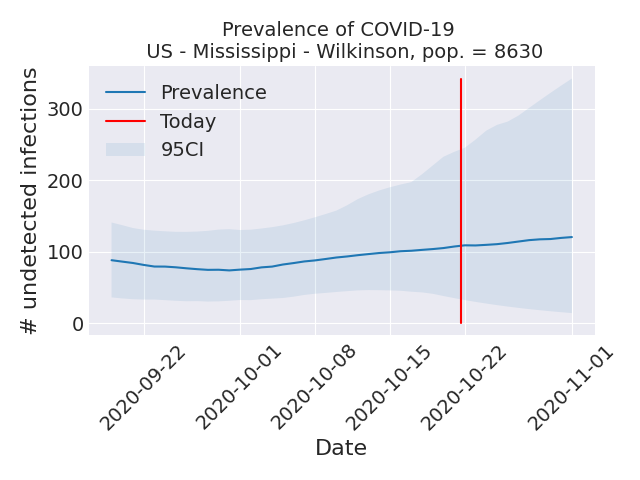 Prevalence of COVID-19
US - Mississippi - Wilkinson, pop. = 8630
# undetected infections
300
200
100
0
Prevalence
Today
95CI
2020-09-22
2020-10-01
2020-10-08
2020-10-15
2020-10-22
2020-11-01
Date